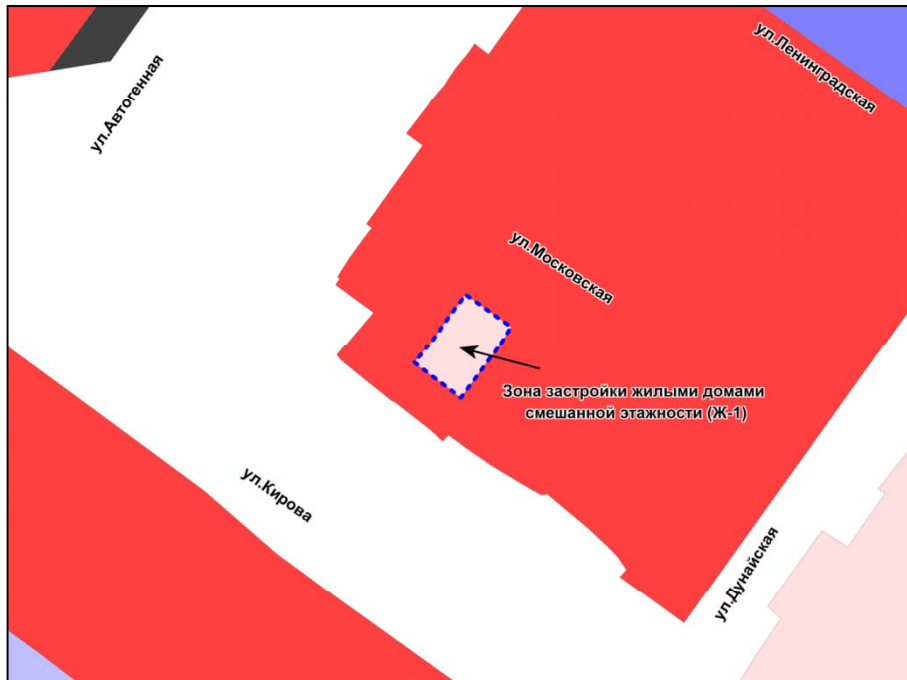 ул.Ленинградская
ул.Автогенная
ул.Московская
Зона застройки жилыми домами
смешанной этажности (Ж-1)
ул.Кирова
ул.Дунайская